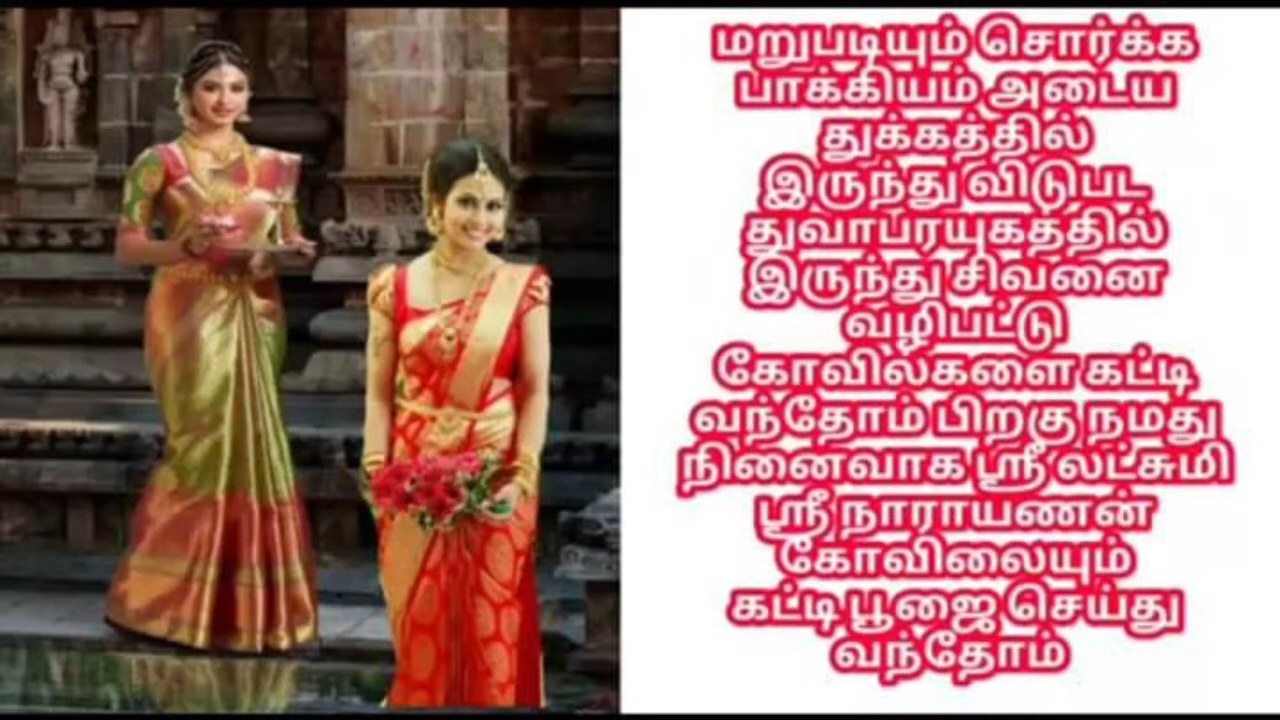 மறுபடியும் சொர்க்க
பாக்கியம் அடைய
துக்கத்தில்
இருந்து விடுபட
துவாபரயுகத்தில்
இருந்து சிவனை
வழிபட்டு
கோவில்களை கட்டி
வந்தோம் பிறகு நமது
நினைவாக ஸ்ரீ லட்சுமி
ஸ்ரீ நாராயணன்
கோவிலையும்
கட்டி பூஜை செய்து
வந்தோம்